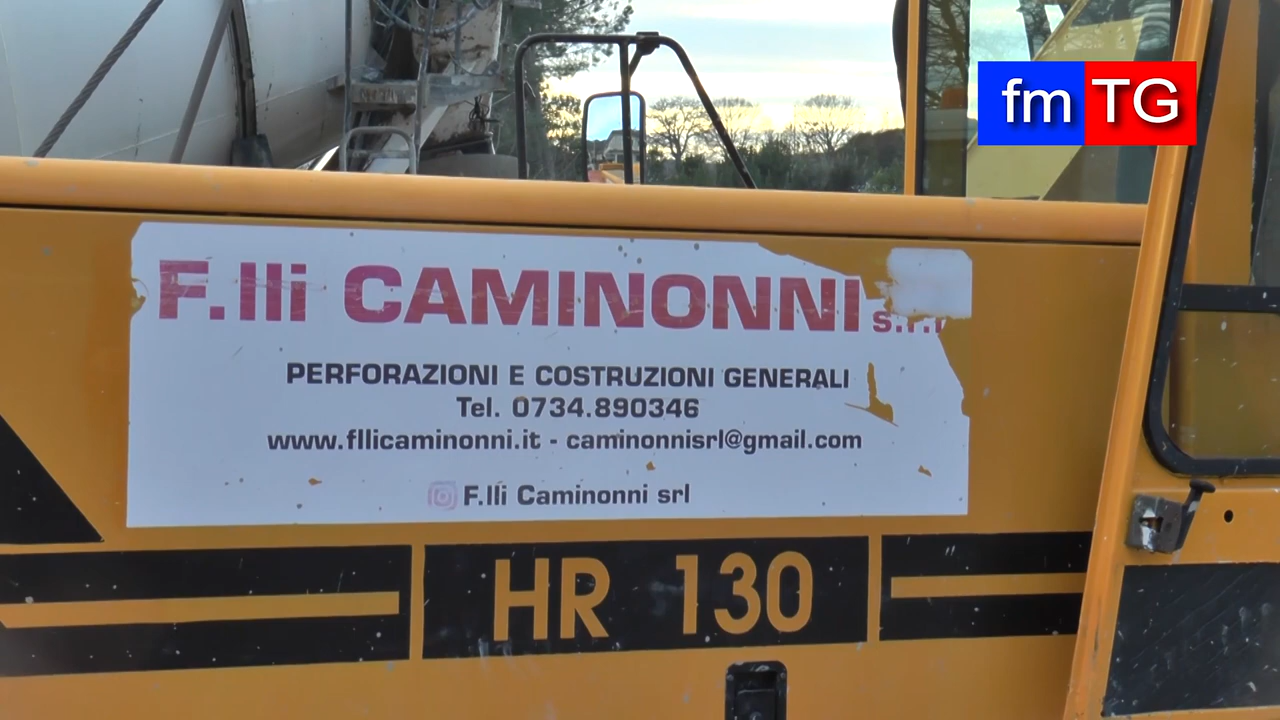 fm TG
F.lli CAMINONNI s.r.l
PERFORAZIONI E COSTRUZIONI GENERALI
Tel. 0734.890346
www.fllicaminonni.it - caminonnisrl@gmail.com
F.lli Caminonni srl
HR 130